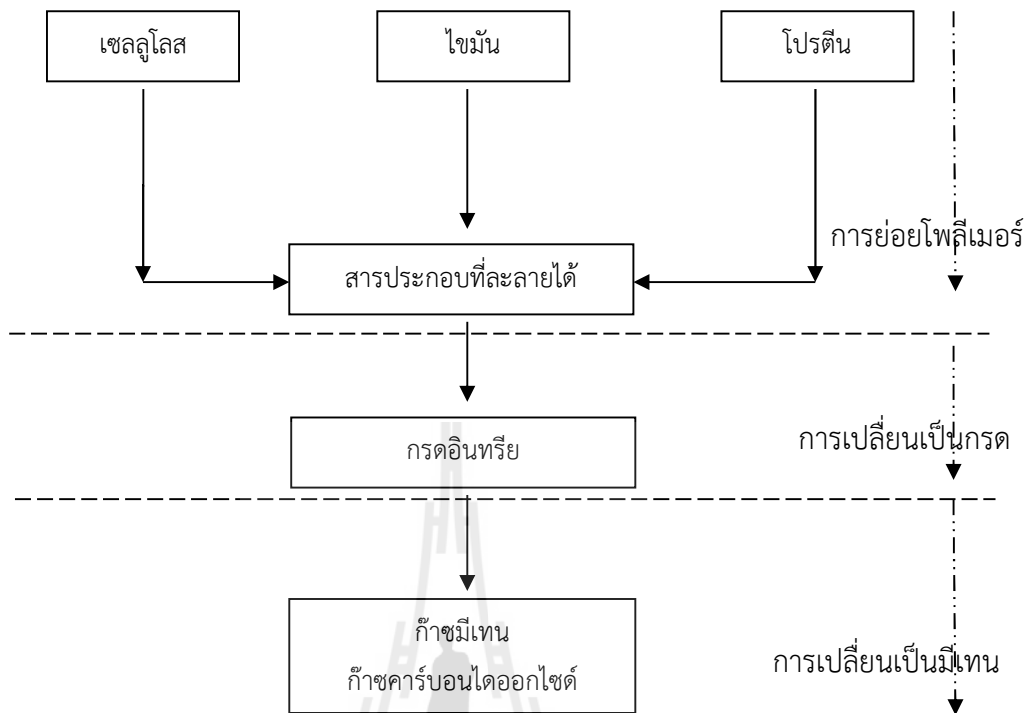 เซลลูโลส
ไขมัน
โปรตีน
การย่อยโพลีเมอร์
สารประกอบที่ละลายได้
การเปลี่ยนเป็นกรด
กรดอินทรีย
ก๊าซมีเทน
ก๊าซคาร์บอนไดออกไซด์
การเปลี่ยนเป็นมีเทน